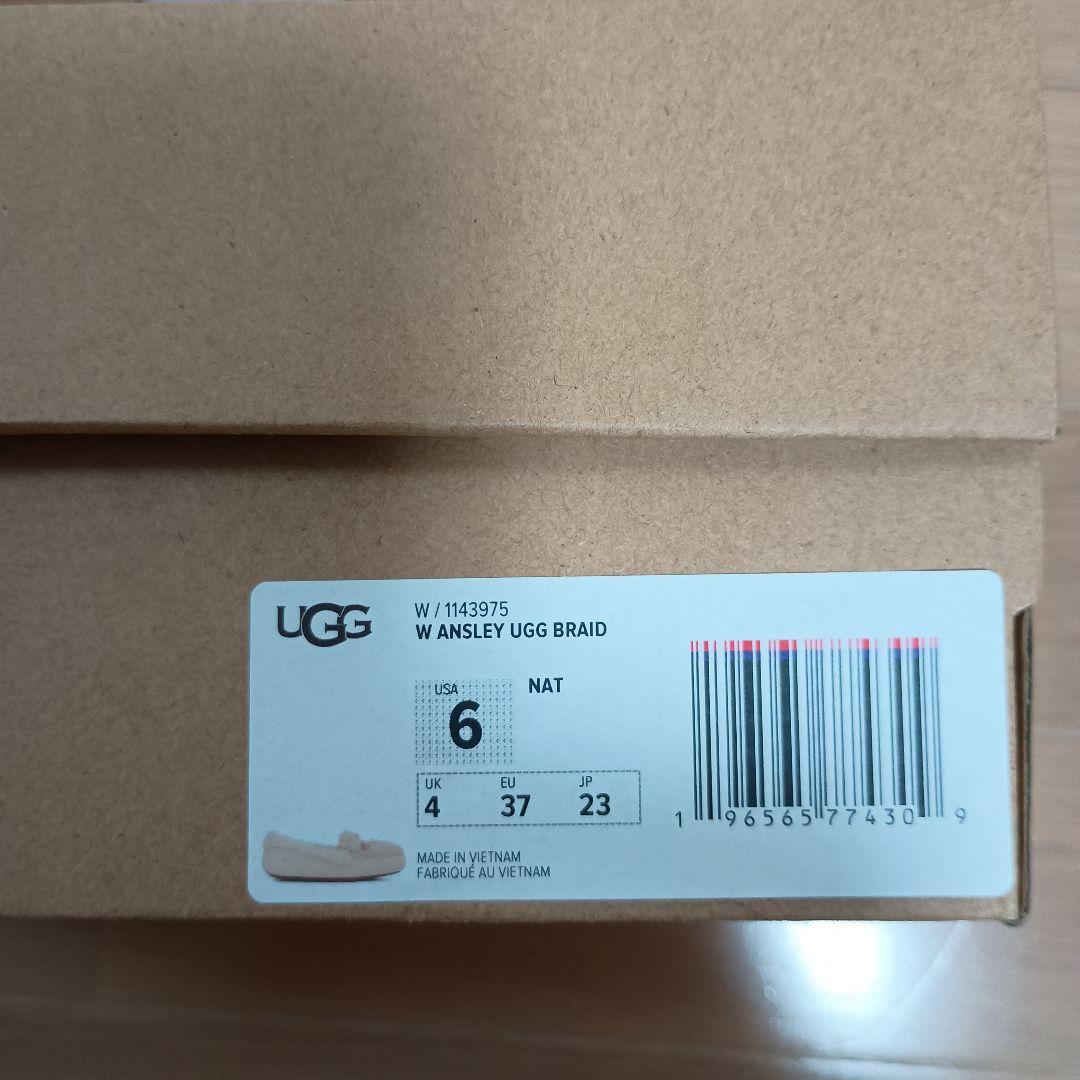 UGG
W / 1143975
W ANSLEY UGG BRAID
USA
6
NAT
UK EU JP
4 37 23
MADE IN VIETNAM
FABRIQUÉ AU VIETNAM
1 96565 77430 9